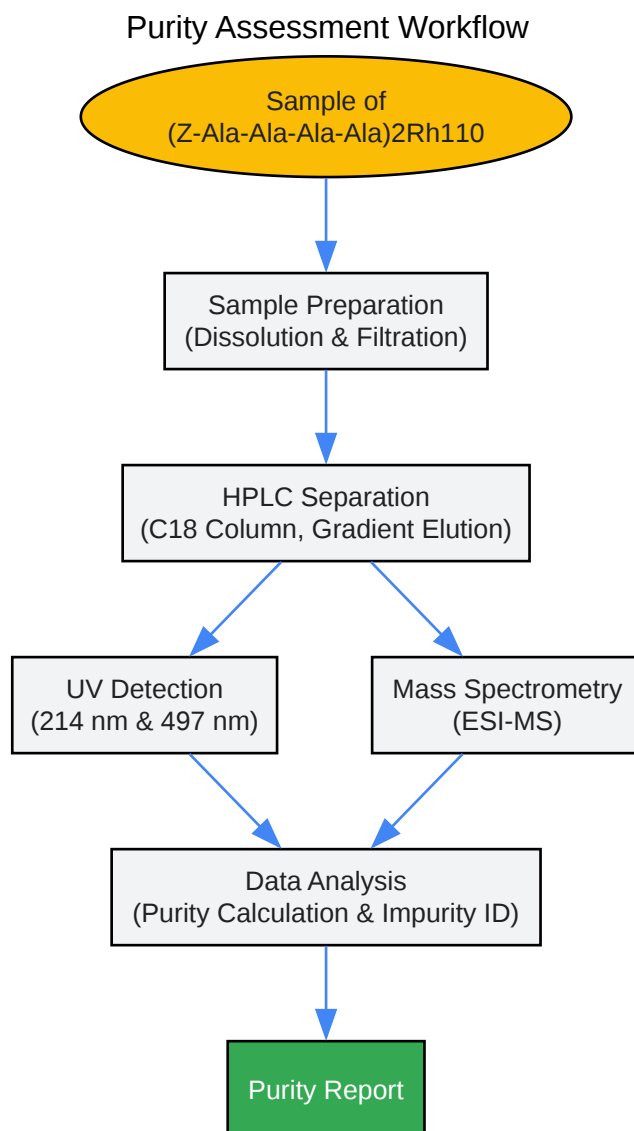 Purity Assessment Workflow
Sample of
(Z-Ala-Ala-Ala-Ala)2Rh110
Sample Preparation
(Dissolution & Filtration)
HPLC Separation
(C18 Column, Gradient Elution)
UV Detection
(214 nm & 497 nm)
Mass Spectrometry
(ESI-MS)
Data Analysis
(Purity Calculation & Impurity ID)
Purity Report